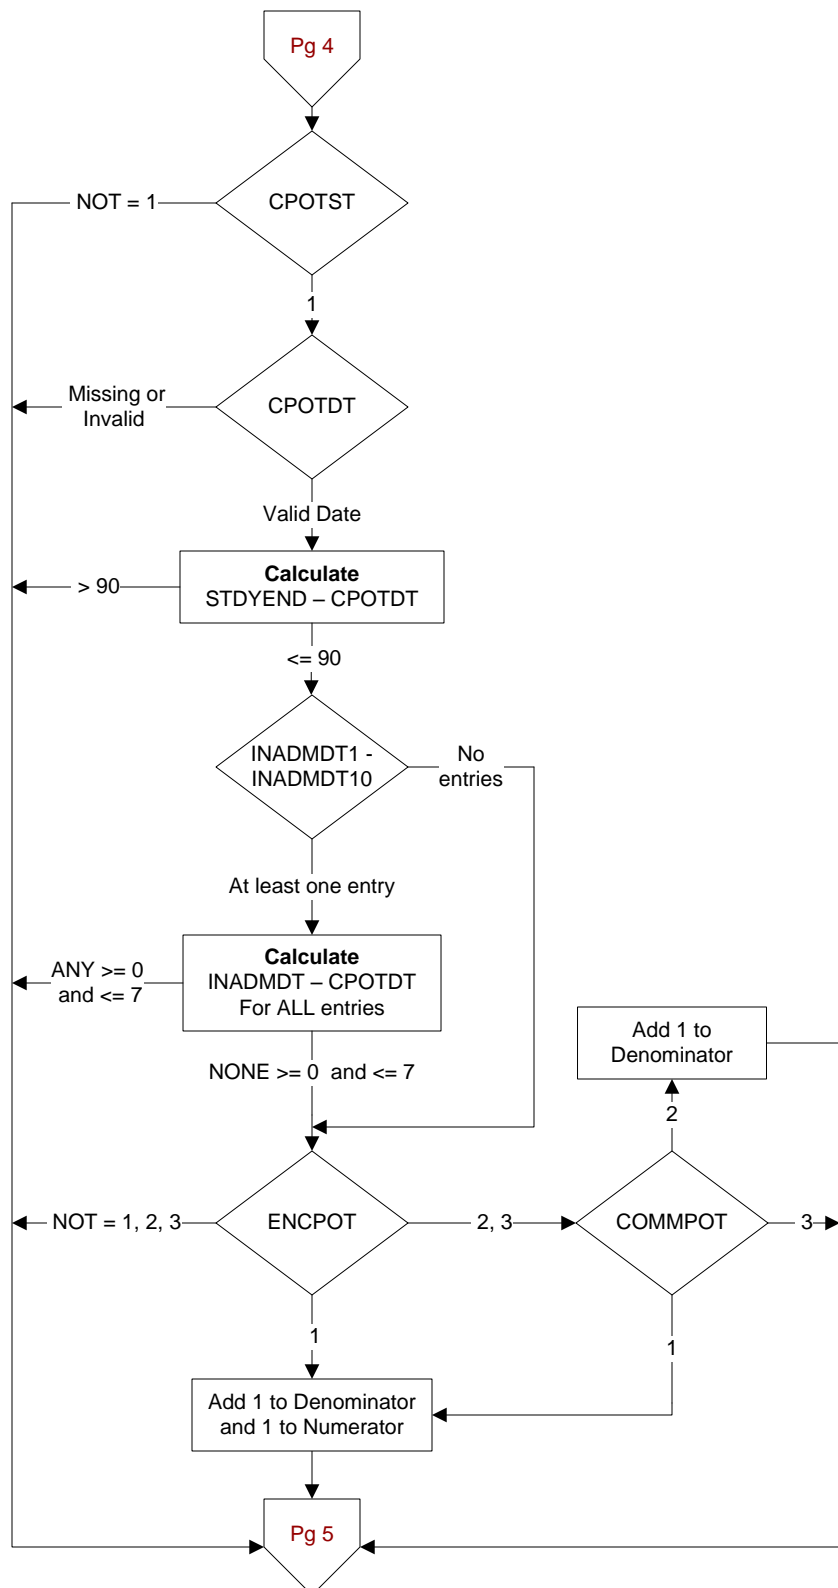 Pg 4
CPOTST
NOT = 1
1
CPOTDT
Missing or
Invalid
Valid Date
Calculate
STDYEND – CPOTDT
> 90
<= 90
INADMDT1 -
INADMDT10
No
entries
At least one entry
Calculate
INADMDT – CPOTDT
For ALL entries
ANY >= 0
and <= 7
NONE >= 0 and <= 7
Add 1 to
Denominator
2
ENCPOT
NOT = 1, 2, 3
2, 3
COMMPOT
3
1
1
Add 1 to Denominator
and 1 to Numerator
Pg 5